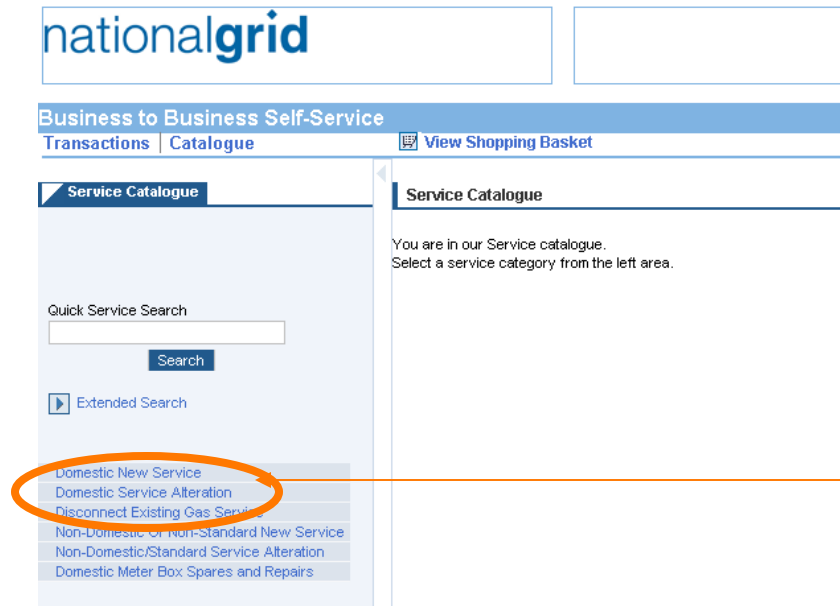 nationalgrid
Business to Business Self-Service
Transactions Catalogue View Shopping Basket
Service Catalogue
Quick Service Search
Search
Extended Search
Domestic New Service
Domestic Service Alteration
Disconnect Existing Gas Service
Non-Domestic Or Non-Standard New Service
Non-Domestic/Standard Service Alteration
Domestic Meter Box Spares and Repairs
Service Catalogue
You are in our Service catalogue.
Select a service category from the left area.